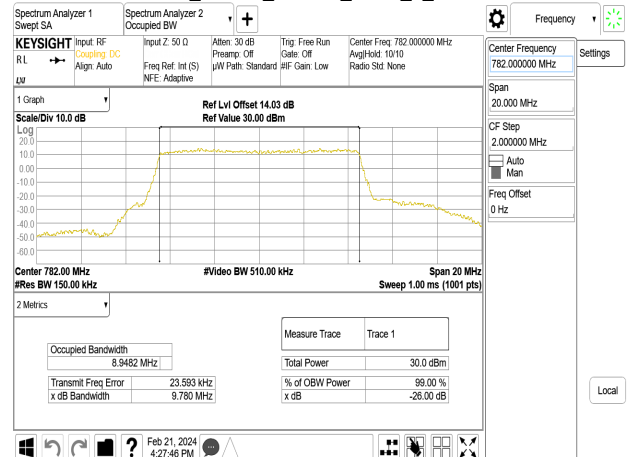 Spectrum Analyzer 1
Swept SA
Spectrum Analyzer 2
Occupied BW
Frequency
KEYSIGHT
RL
Input: RF
Coupling: DC
Align: Auto
Input Z: 50 Ω
Freq Ref: Int (S)
NFE: Adaptive
Atten: 30 dB
Preamp: Off
µW Path: Standard
Trig: Free Run
Gate: Off
#IF Gain: Low
Center Freq: 782.000000 MHz
Avg|Hold: 10/10
Radio Std: None
Center Frequency
782.000000 MHz
Settings
Span
20.000 MHz
CF Step
2.000000 MHz
Auto
Man
Freq Offset
0 Hz
Local
1 Graph
Scale/Div 10.0 dB
Ref Lvl Offset 14.03 dB
Ref Value 30.00 dBm
Log
20.0
10.0
0.00
-10.0
-20.0
-30.0
-40.0
-50.0
-60.0
Center 782.00 MHz
#Video BW 510.00 kHz
Span 20 MHz
#Res BW 150.00 kHz
Sweep 1.00 ms (1001 pts)
2 Metrics
Measure Trace
Trace 1
Occupied Bandwidth
8.9482 MHz
Total Power
30.0 dBm
Transmit Freq Error
23.593 kHz
% of OBW Power
99.00 %
x dB Bandwidth
9.780 MHz
x dB
-26.00 dB
?
Feb 21, 2024
4:27:46 PM